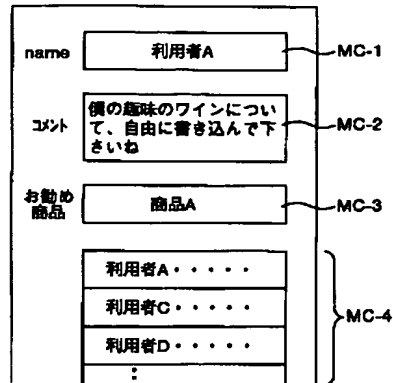 name 利用者A MC-1
コメント 僕の趣味のワインについ
て、自由に書き込んで下
さいね MC-2
お勧め
商品 商品A MC-3
利用者A・・・・・
利用者C・・・・・
利用者D・・・・・
MC-4
⋮